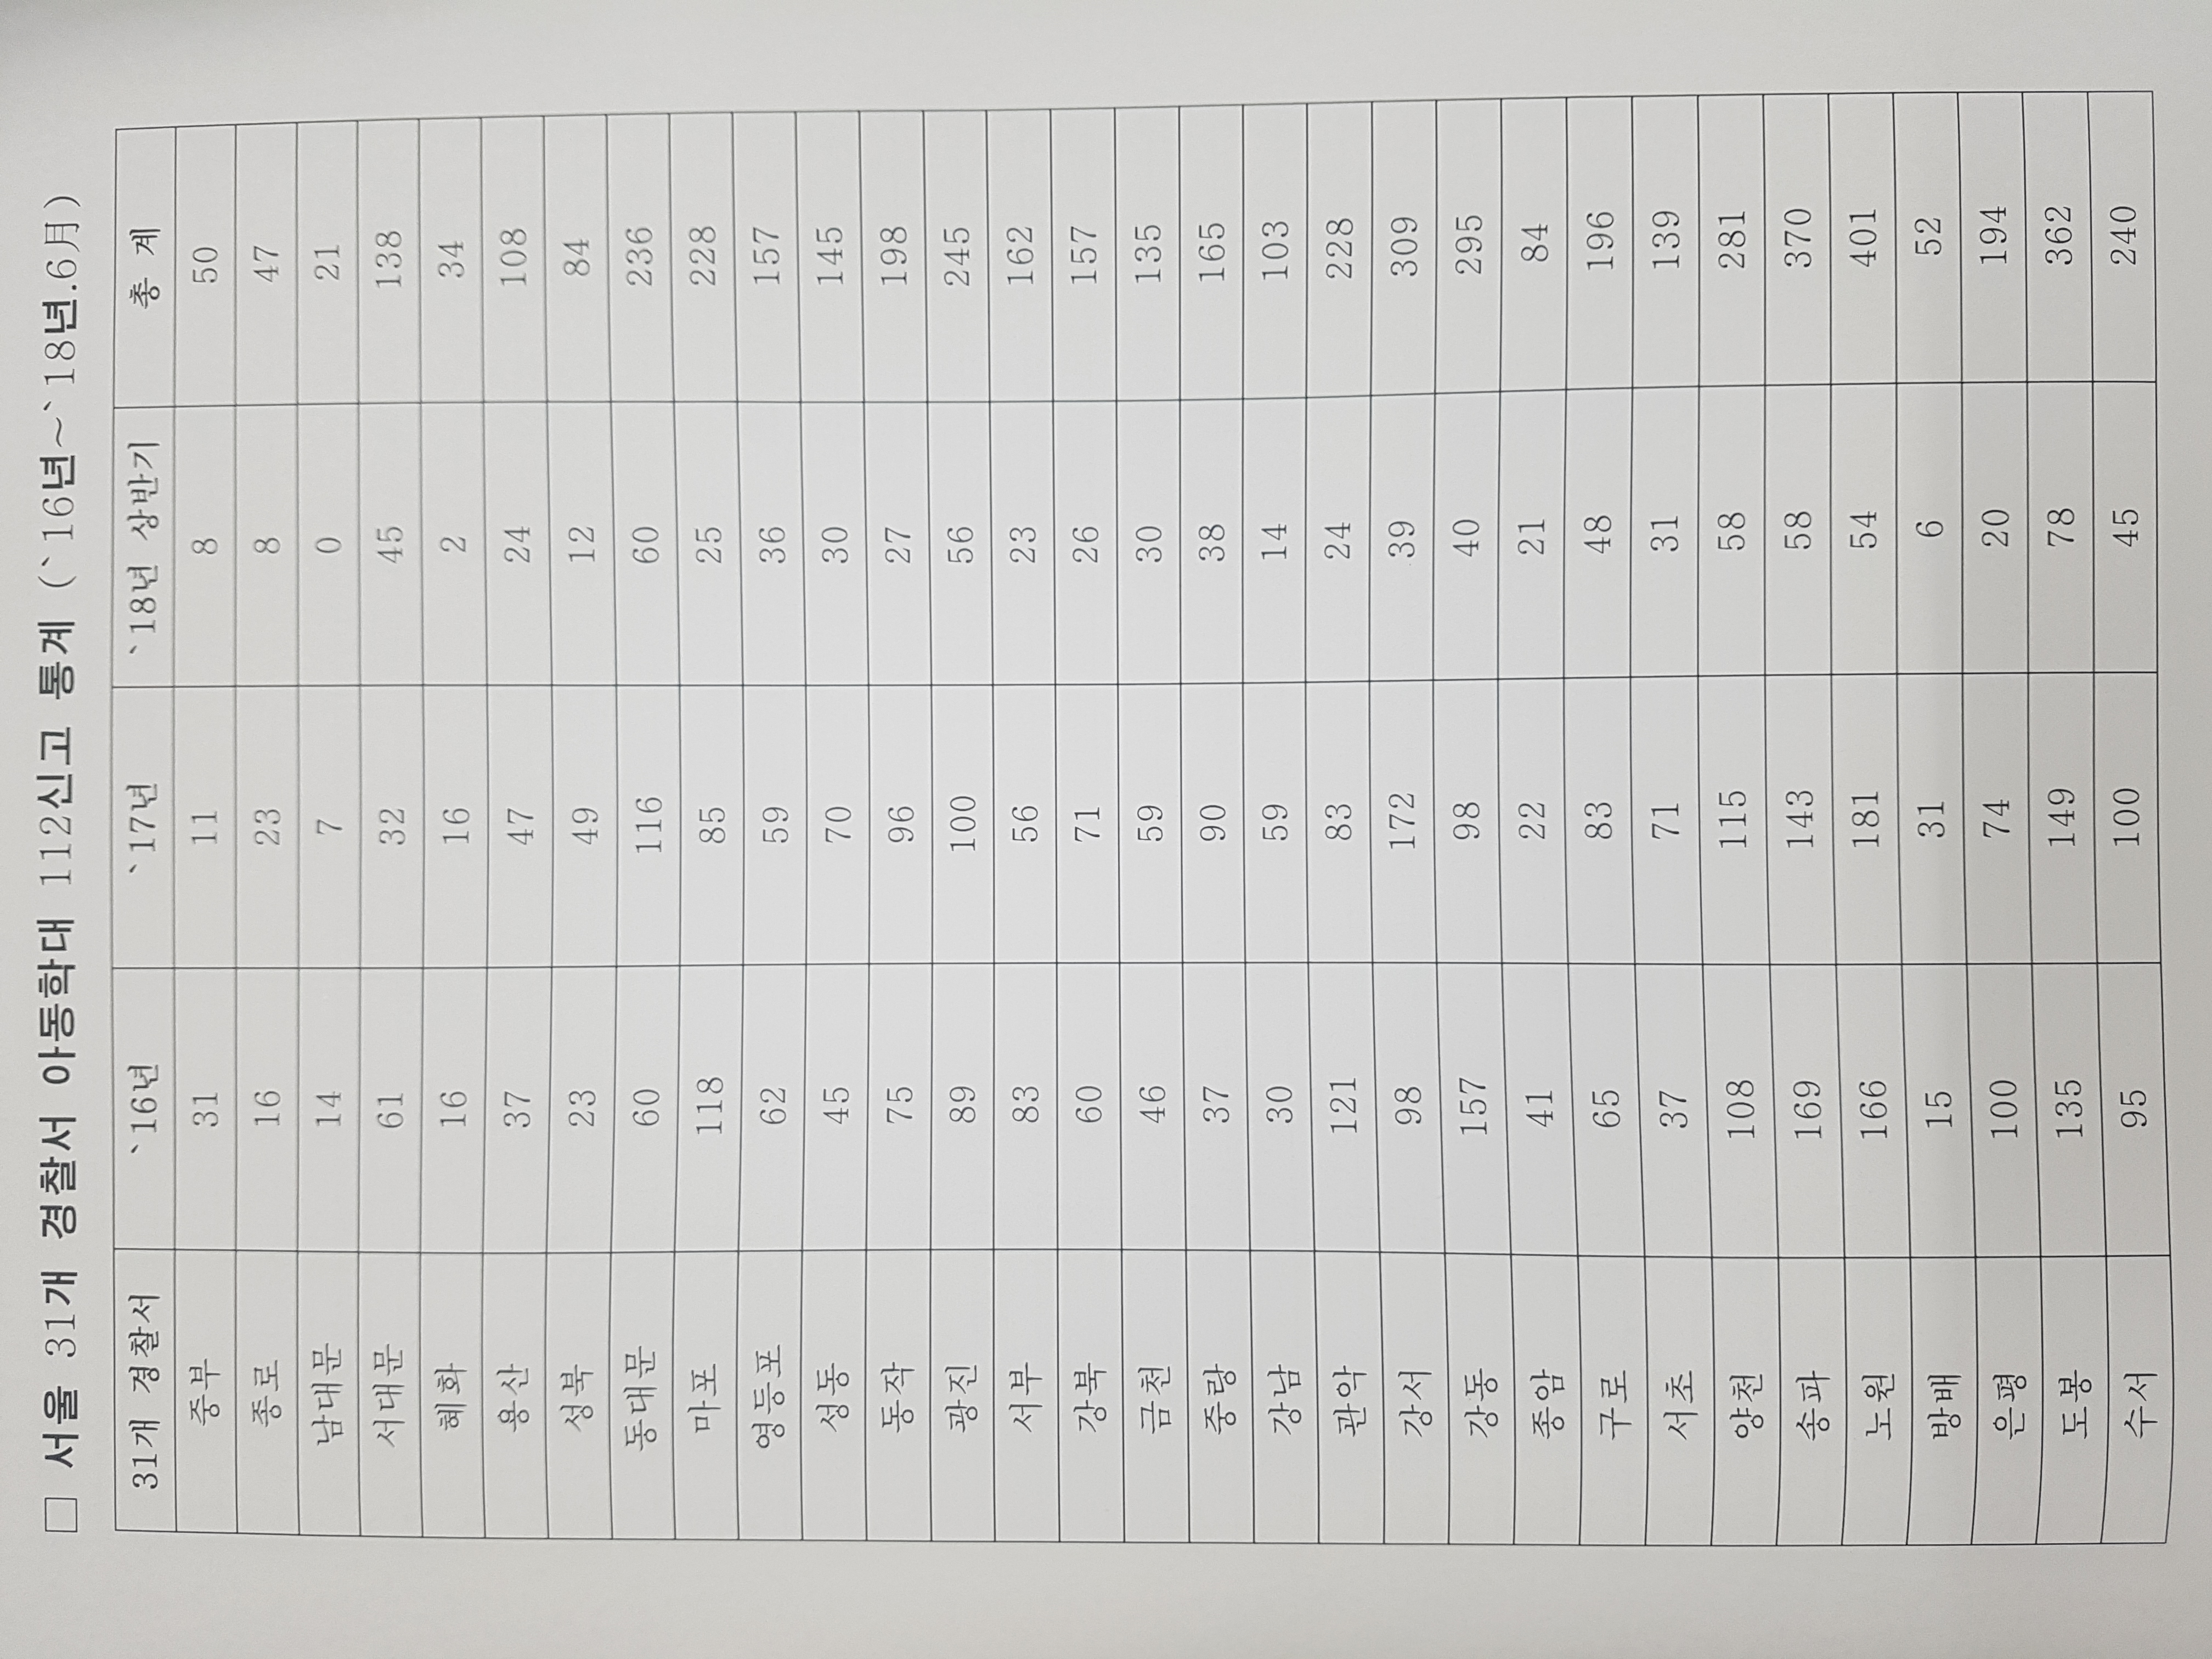 □ 서울 31개 경찰서 아동학대 112신고 통계 (`16년~`18년.6月)
31개 경찰서 `16년 `17년 `18년 상반기 총 계
중부 31 11 8 50
종로 16 23 8 47
남대문 14 7 0 21
서대문 61 32 45 138
혜화 16 16 2 34
용산 37 47 24 108
성북 23 49 12 84
동대문 60 116 60 236
마포 118 85 25 228
영등포 62 59 36 157
성동 45 70 30 145
동작 75 96 27 198
광진 89 100 56 245
서부 83 56 23 162
강북 60 71 26 157
금천 46 59 30 135
중랑 37 90 38 165
강남 30 59 14 103
관악 121 83 24 228
강서 98 172 39 309
강동 157 98 40 295
종암 41 22 21 84
구로 65 83 48 196
서초 37 71 31 139
양천 108 115 58 281
송파 169 143 58 370
노원 166 181 54 401
방배 15 31 6 52
은평 100 74 20 194
도봉 135 149 78 362
수서 95 100 45 240